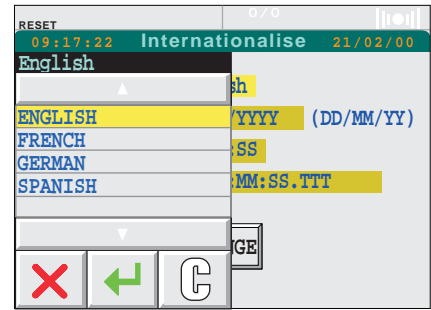 RESET 0/0
09:17:22 Internationalise 21/02/00
English
sh
ENGLISH /YYYY (DD/MM/YY)
FRENCH :SS
GERMAN
SPANISH :MM:SS.TTT
GE
C